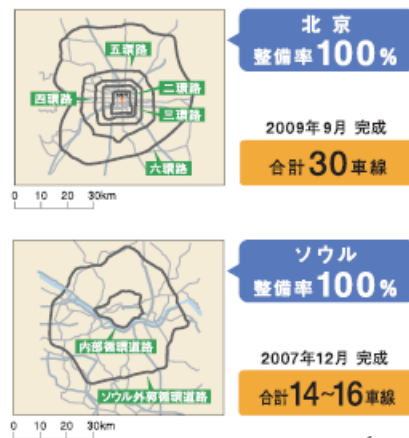 五環路
二環路
四環路
三環路
六環路
0 10 20 30km
北京
整備率100%
2009年9月 完成
合計30車線
内部循環道路
ソウル外郭循環道路
0 10 20 30km
ソウル
整備率100%
2007年12月 完成
合計14~16車線